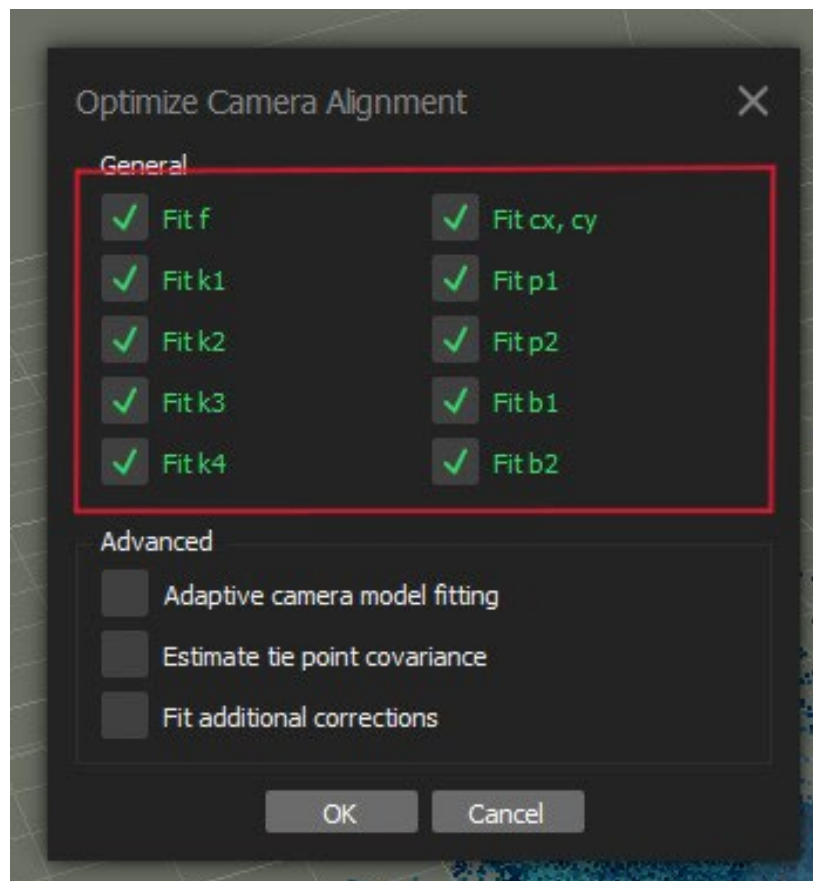 Optimize Camera Alignment
General
Fit f
Fit cx, cy
Fit k1
Fit p1
Fit k2
Fit p2
Fit k3
Fit b1
Fit k4
Fit b2
Advanced
Adaptive camera model fitting
Estimate tie point covariance
Fit additional corrections
OK
Cancel